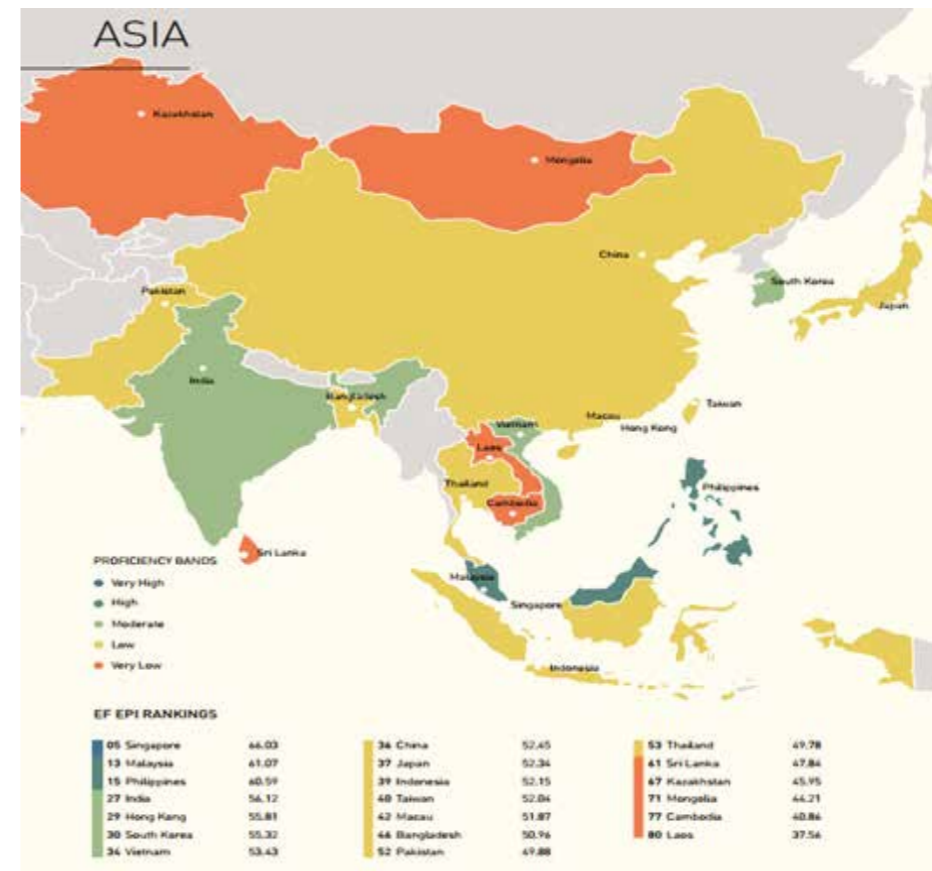 ASIA
Kazakhstan
Mongolia
China
South Korea
Japan
Pakistan
India
Bangladesh
Taiwan
Macau
Hong Kong
Vietnam
Laos
Thailand
Cambodia
Philippines
Sri Lanka
Malaysia
Singapore
Indonesia
PROFICIENCY BANDS
Very High
High
Moderate
Low
Very Low
EF EPI RANKINGS
05 Singapore 66.03
13 Malaysia 61.07
15 Philippines 60.59
27 India 56.12
29 Hong Kong 55.81
30 South Korea 55.32
34 Vietnam 53.43
36 China 52.45
37 Japan 52.34
39 Indonesia 52.15
40 Taiwan 52.04
42 Macau 51.87
46 Bangladesh 50.96
52 Pakistan 49.88
53 Thailand 49.78
61 Sri Lanka 47.84
67 Kazakhstan 45.95
71 Mongolia 44.21
77 Cambodia 40.86
80 Laos 37.56